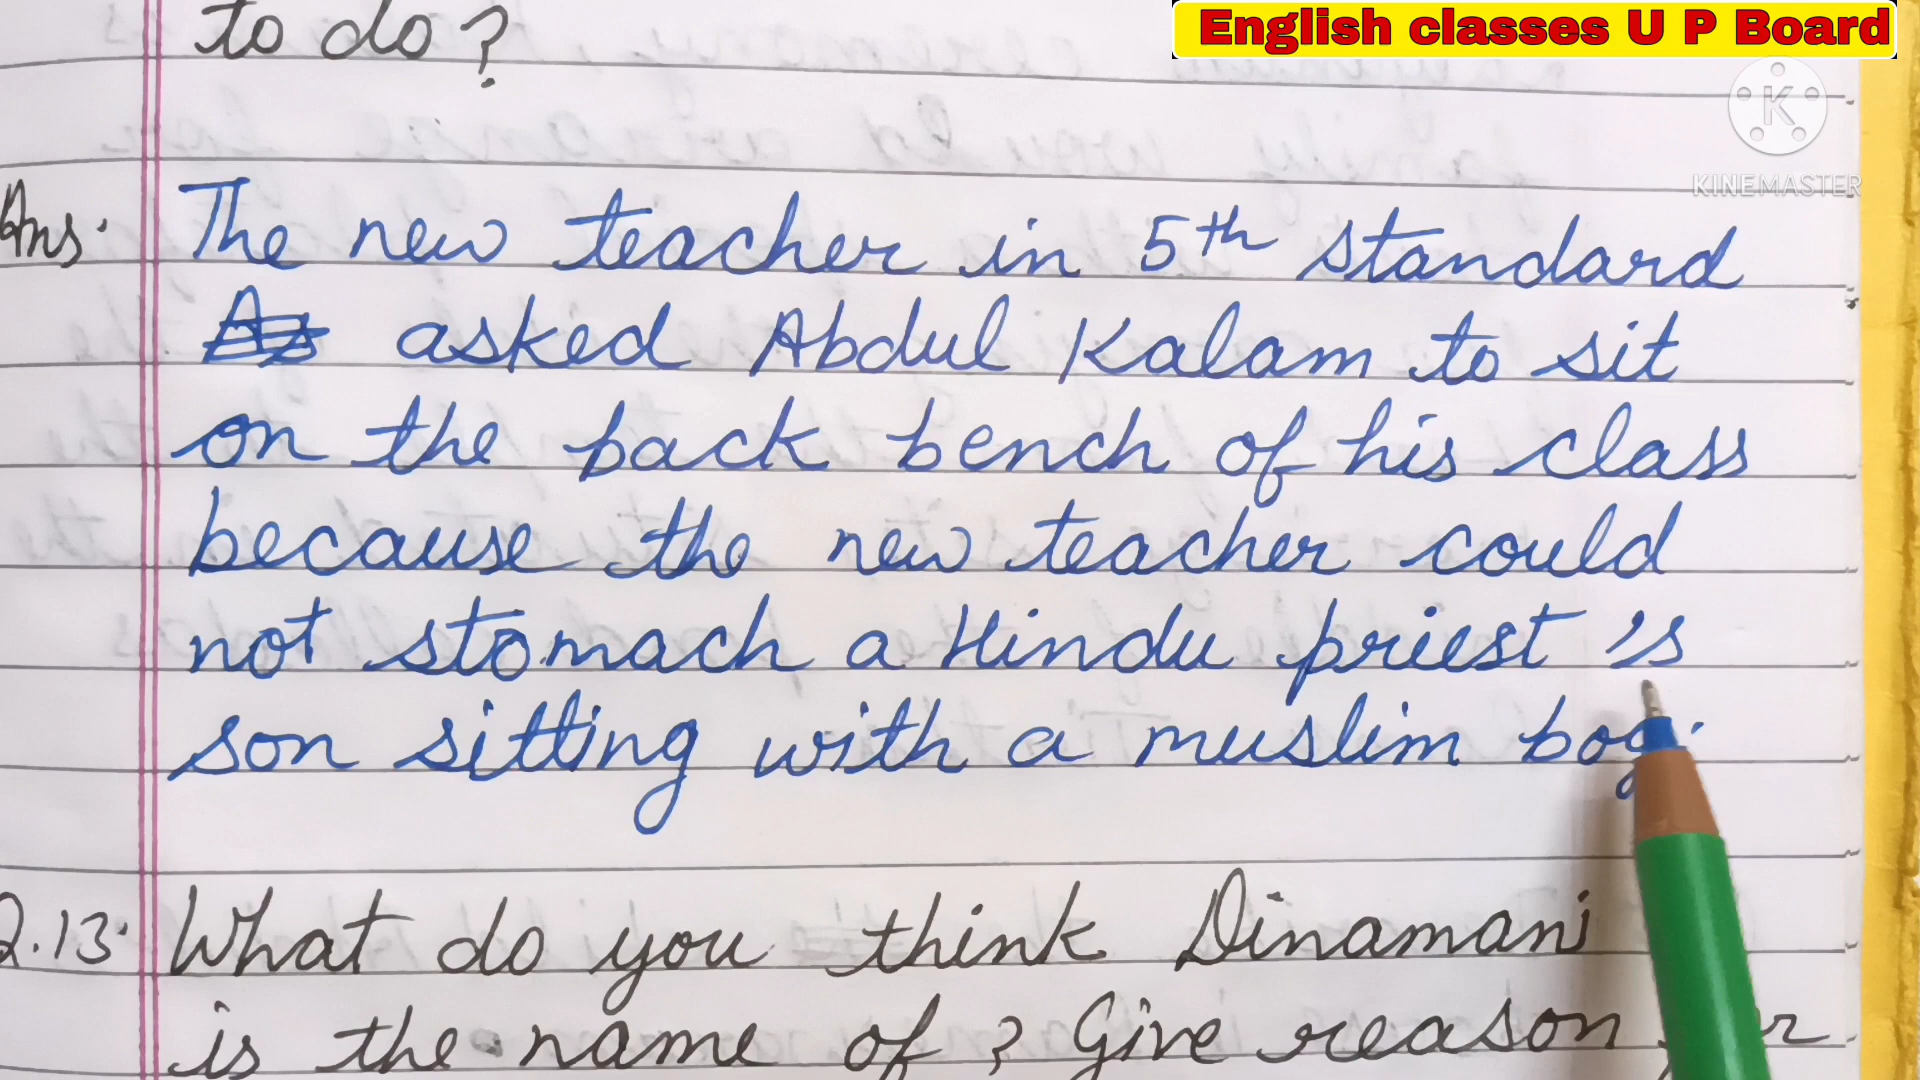 English classes U P Board
KINEMASTER
to do?
Ans. The new teacher in 5th standard
asked Abdul Kalam to sit
on the back bench of his class
because the new teacher could
not stomach a Hindu priest's
son sitting with a muslim boy.
Q.13. What do you think Dinamani
is the name of? Give reason